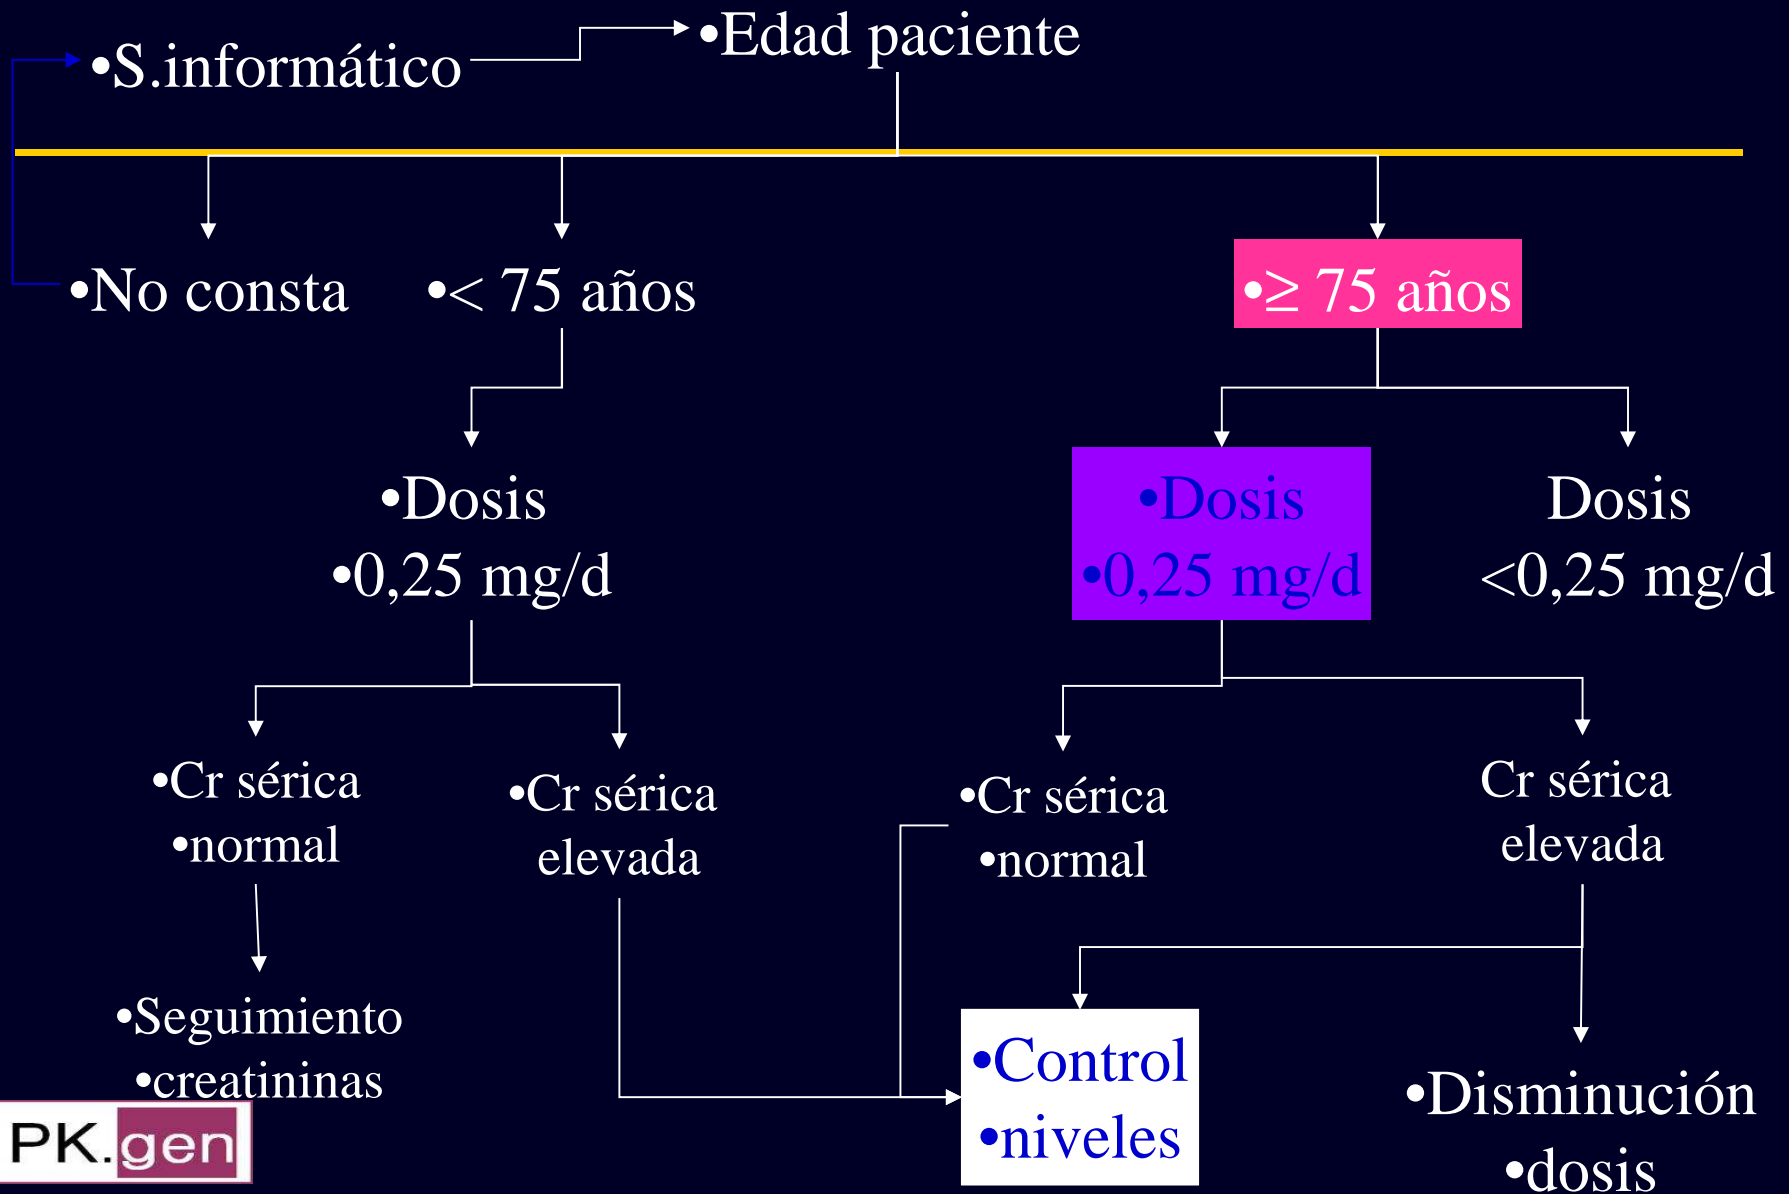 •S.informático
•Edad paciente
•No consta
•< 75 años
•≥ 75 años
•Dosis
•0,25 mg/d
•Dosis
•0,25 mg/d
Dosis
<0,25 mg/d
•Cr sérica
•normal
•Cr sérica
elevada
•Cr sérica
•normal
Cr sérica
elevada
•Seguimiento
•creatininas
•Control
•niveles
•Disminución
•dosis
PK.gen